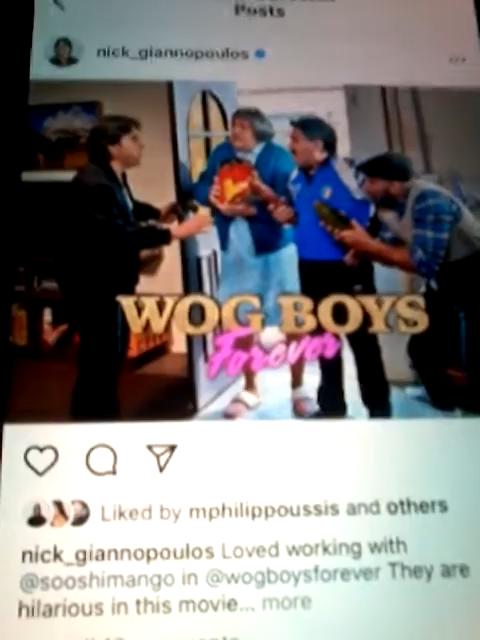 Posts
nick_giannopoulos
WOG BOYS
Forever
Liked by mphilippoussis and others
nick_giannopoulos Loved working with
@sooshimango in @wogboysforever They are
hilarious in this movie... more